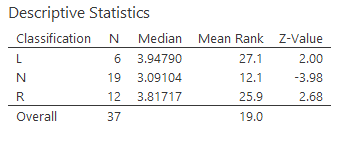 Descriptive Statistics
Classification N Median Mean Rank Z-Value
L 6 3.94790 27.1 2.00
N 19 3.09104 12.1 -3.98
R 12 3.81717 25.9 2.68
Overall 37 19.0